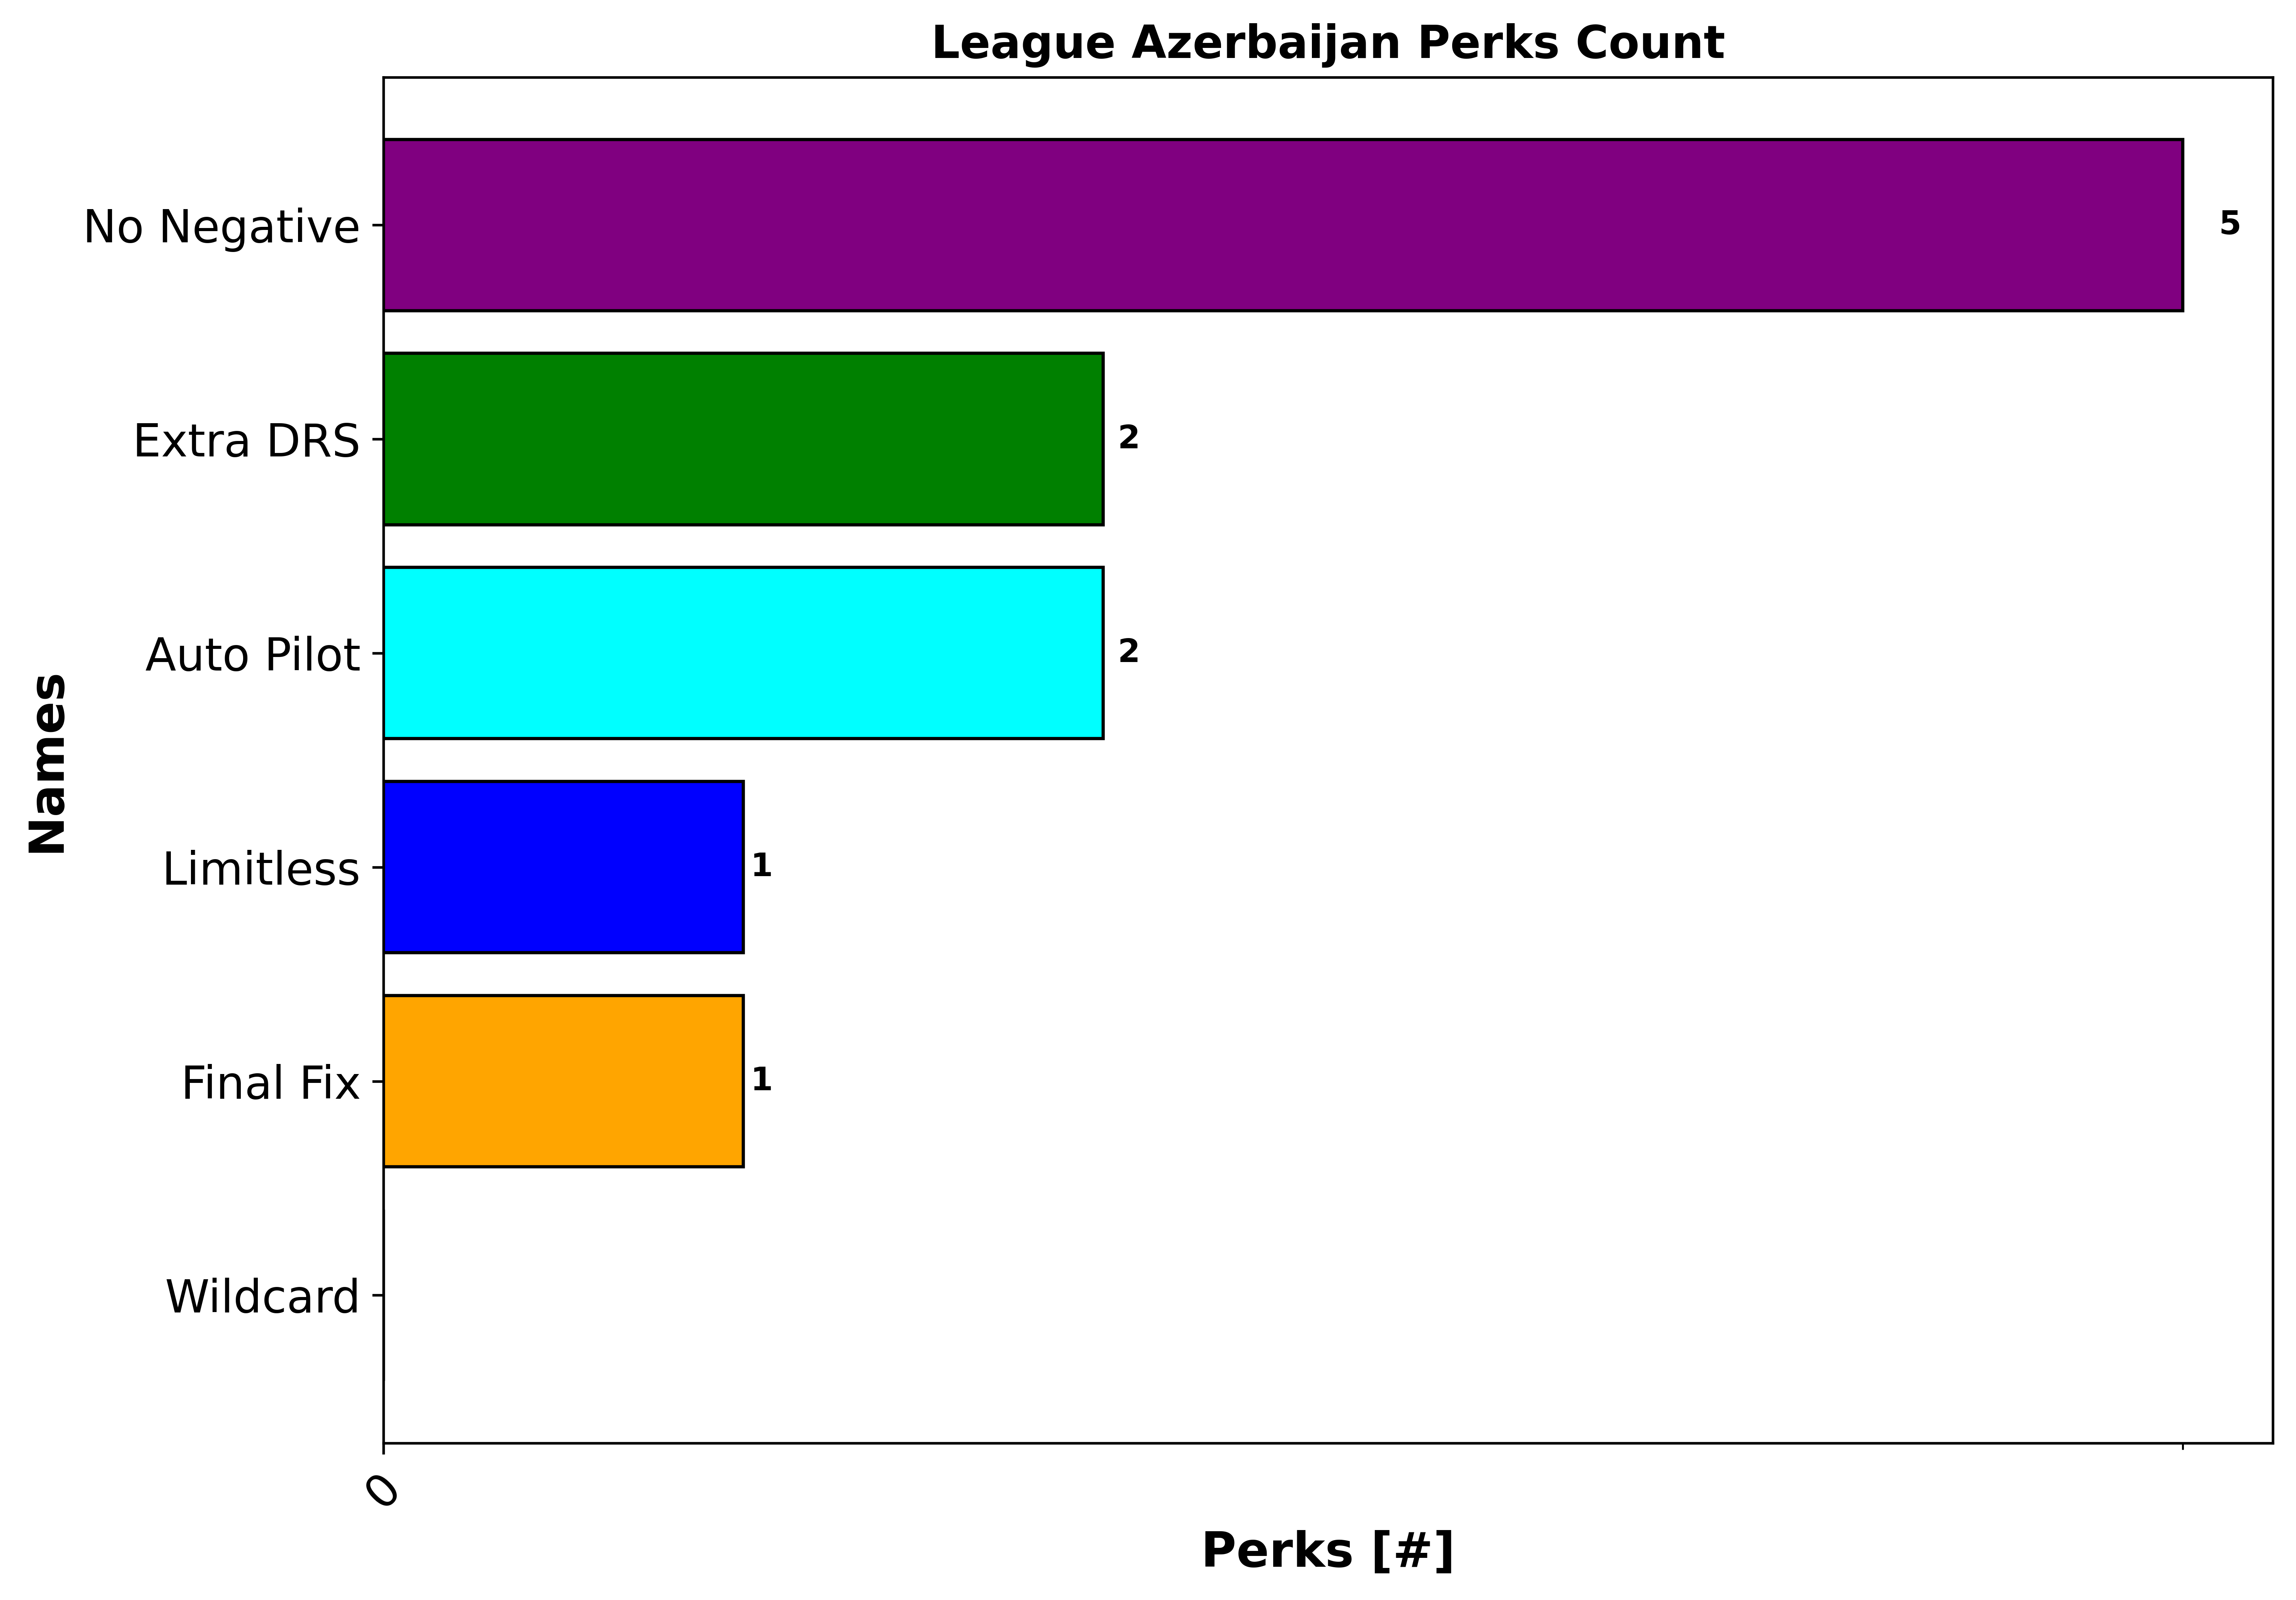 League Azerbaijan Perks Count
No Negative
5
Extra DRS
2
Auto Pilot
2
Names
Limitless
1
Final Fix
1
Wildcard
0
Perks [#]